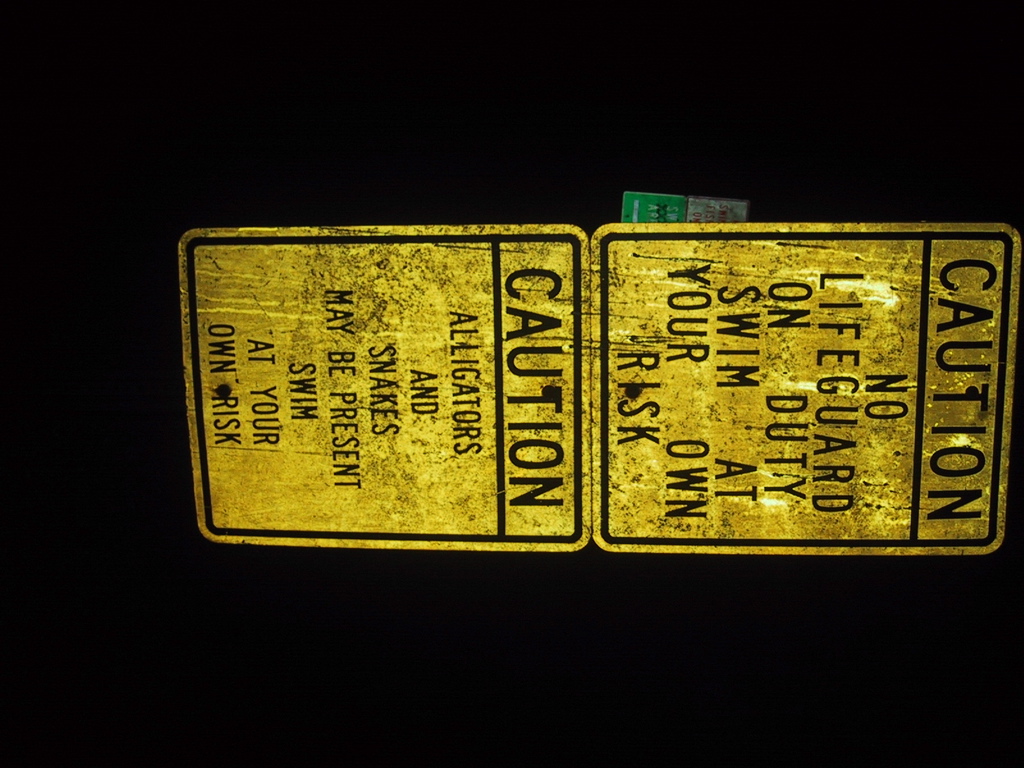 CAUTION
NO
LIFEGUARD
ON DUTY
SWIM AT
YOUR OWN
RISK
CAUTION
ALLIGATORS
AND
SNAKES
MAY BE PRESENT
SWIM
AT YOUR
OWN RISK